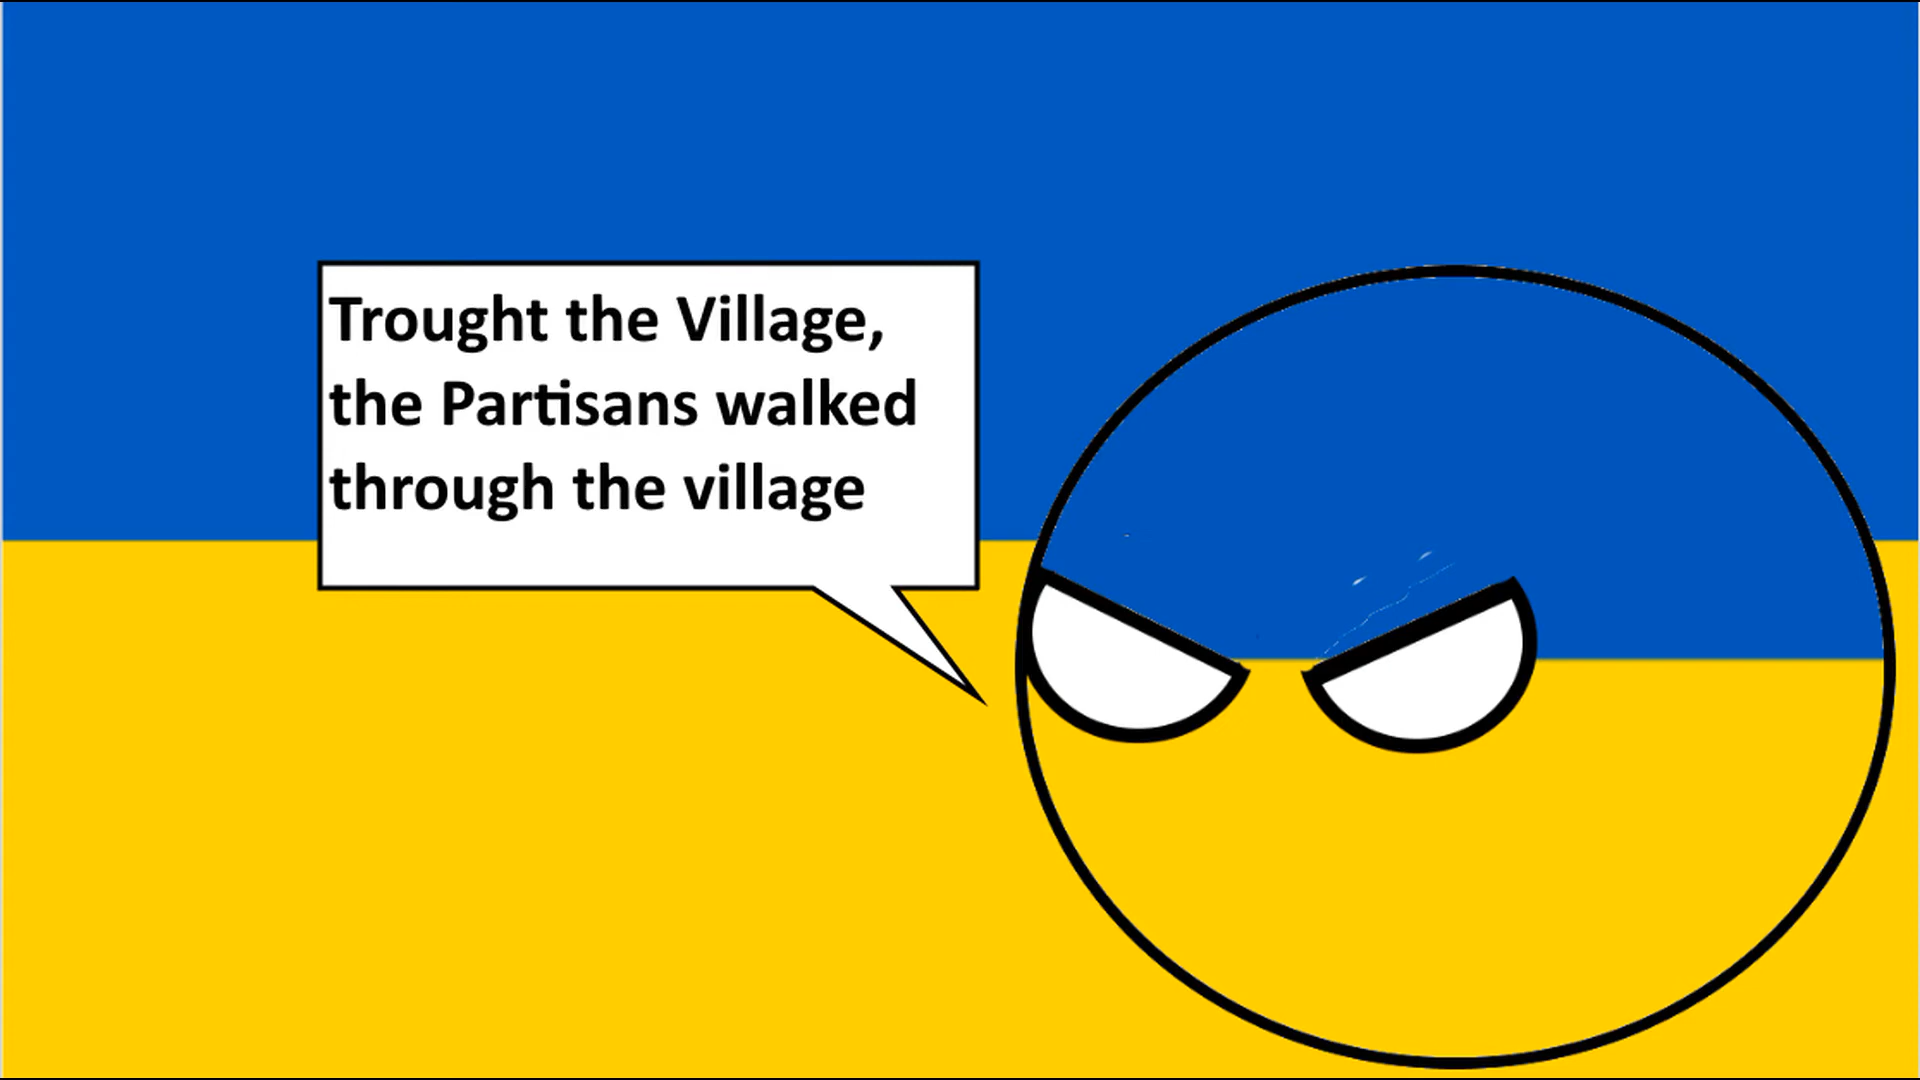 Trought the Village,
the Partisans walked
through the village